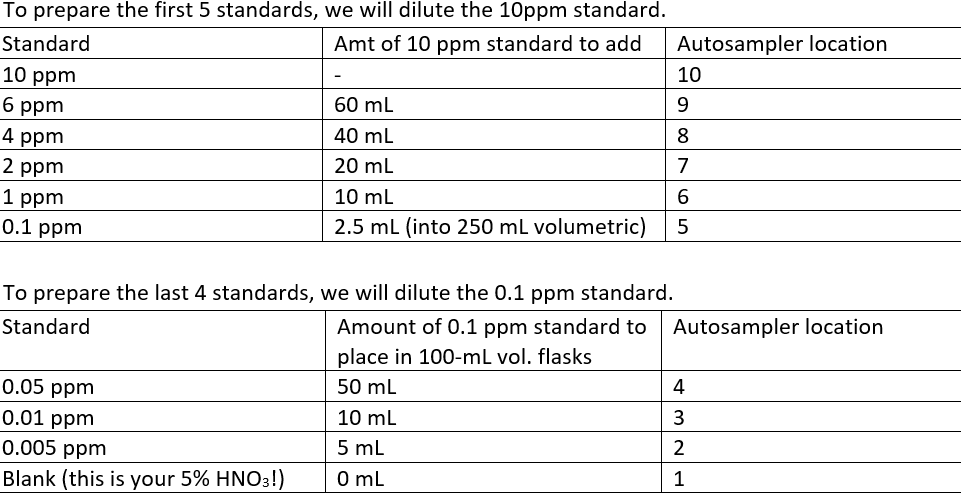 To prepare the first 5 standards, we will dilute the 10ppm standard.
Standard Amt of 10 ppm standard to add Autosampler location
10 ppm - 10
6 ppm 60 mL 9
4 ppm 40 mL 8
2 ppm 20 mL 7
1 ppm 10 mL 6
0.1 ppm 2.5 mL (into 250 mL volumetric) 5
To prepare the last 4 standards, we will dilute the 0.1 ppm standard.
Standard Amount of 0.1 ppm standard to Autosampler location
place in 100-mL vol. flasks
0.05 ppm 50 mL 4
0.01 ppm 10 mL 3
0.005 ppm 5 mL 2
Blank (this is your 5% HNO₃!) 0 mL 1